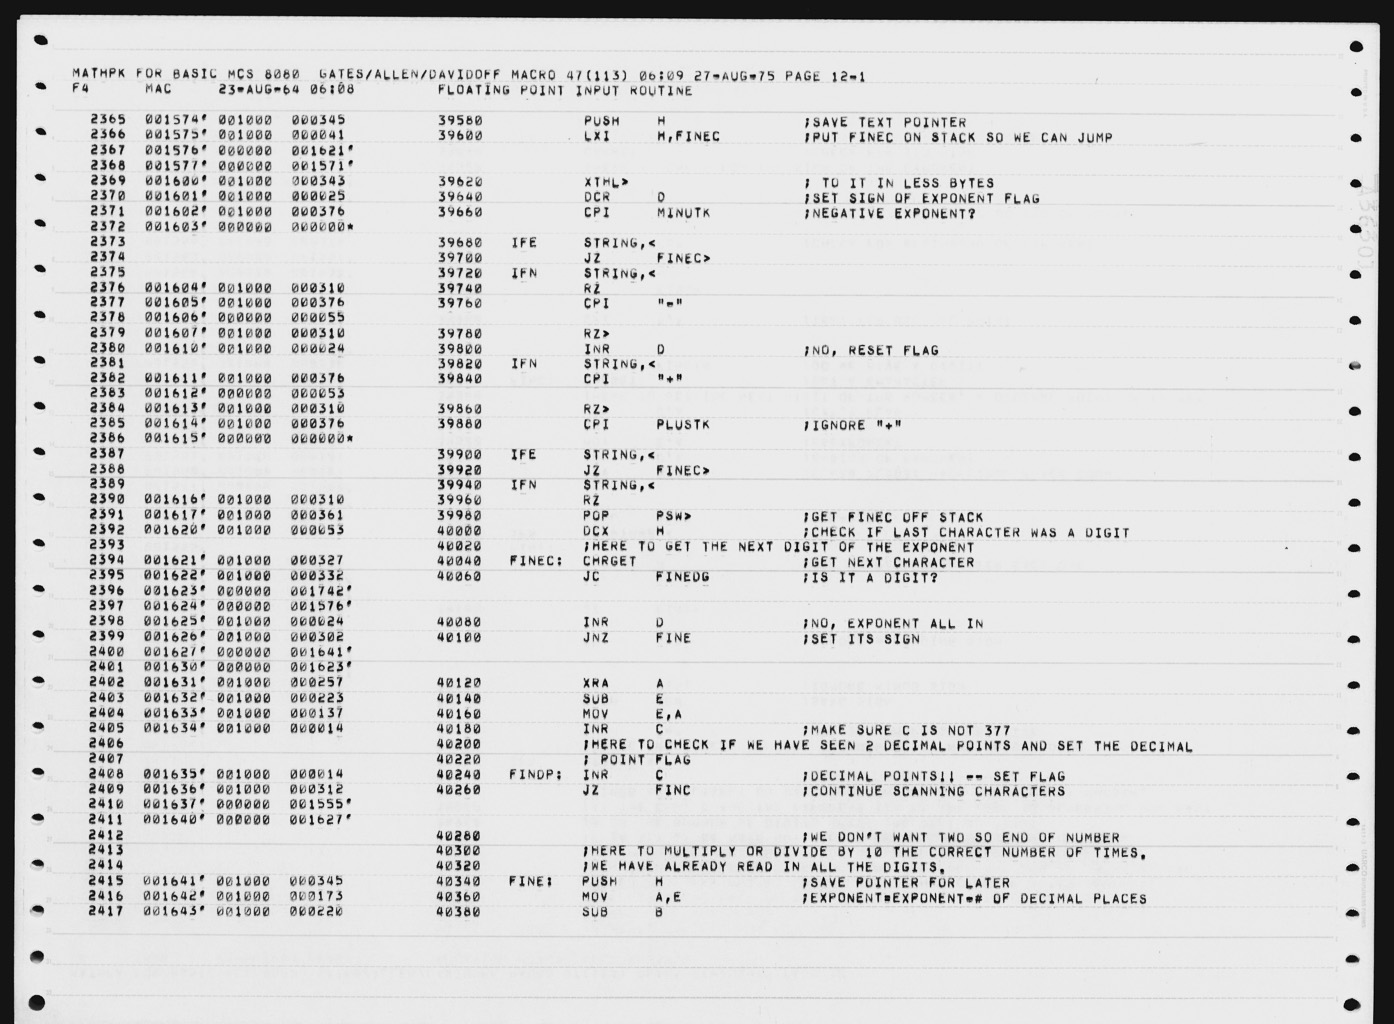 MATHPK FOR BASIC MCS 8080  GATES/ALLEN/DAVIDOFF MACRO 47(113) 06:09 27-AUG-75 PAGE 12-1
F4      MAC     23-AUG-64 06:08         FLOATING POINT INPUT ROUTINE
2365  001574' 001000  000345  39580  PUSH  H  ;SAVE TEXT POINTER
2366  001575' 001000  000041  39600  LXI  H,FINEC  ;PUT FINEC ON STACK SO WE CAN JUMP
2367  001576' 000000  001621'
2368  001577' 000000  001571'
2369  001600' 001000  000343  39620  XTHL>  ; TO IT IN LESS BYTES
2370  001601' 001000  000025  39640  DCR  D  ;SET SIGN OF EXPONENT FLAG
2371  001602' 001000  000376  39660  CPI  MINUTK  ;NEGATIVE EXPONENT?
2372  001603' 000000  000000*
2373  39680  IFE  STRING,<
2374  39700  JZ  FINEC>
2375  39720  IFN  STRING,<
2376  001604' 001000  000310  39740  RZ
2377  001605' 001000  000376  39760  CPI  "-"
2378  001606' 000000  000055
2379  001607' 001000  000310  39780  RZ>
2380  001610' 001000  000024  39800  INR  D  ;NO, RESET FLAG
2381  39820  IFN  STRING,<
2382  001611' 001000  000376  39840  CPI  "+"
2383  001612' 000000  000053
2384  001613' 001000  000310  39860  RZ>
2385  001614' 001000  000376  39880  CPI  PLUSTK  ;IGNORE "+"
2386  001615' 000000  000000*
2387  39900  IFE  STRING,<
2388  39920  JZ  FINEC>
2389  39940  IFN  STRING,<
2390  001616' 001000  000310  39960  RZ
2391  001617' 001000  000361  39980  POP  PSW>  ;GET FINEC OFF STACK
2392  001620' 001000  000053  40000  DCX  H  ;CHECK IF LAST CHARACTER WAS A DIGIT
2393  40020  ;HERE TO GET THE NEXT DIGIT OF THE EXPONENT
2394  001621' 001000  000327  40040  FINEC:  CHRGET  ;GET NEXT CHARACTER
2395  001622' 001000  000332  40060  JC  FINEDG  ;IS IT A DIGIT?
2396  001623' 000000  001742'
2397  001624' 000000  001576'
2398  001625' 001000  000024  40080  INR  D  ;NO, EXPONENT ALL IN
2399  001626' 001000  000302  40100  JNZ  FINE  ;SET ITS SIGN
2400  001627' 000000  001641'
2401  001630' 000000  001623'
2402  001631' 001000  000257  40120  XRA  A
2403  001632' 001000  000223  40140  SUB  E
2404  001633' 001000  000137  40160  MOV  E,A
2405  001634' 001000  000014  40180  INR  C  ;MAKE SURE C IS NOT 377
2406  40200  ;HERE TO CHECK IF WE HAVE SEEN 2 DECIMAL POINTS AND SET THE DECIMAL
2407  40220  ; POINT FLAG
2408  001635' 001000  000014  40240  FINDP:  INR  C  ;DECIMAL POINT!! -- SET FLAG
2409  001636' 001000  000312  40260  JZ  FINC  ;CONTINUE SCANNING CHARACTERS
2410  001637' 000000  001555'
2411  001640' 000000  001627'
2412  40280  ;WE DON'T WANT TWO SO END OF NUMBER
2413  40300  ;HERE TO MULTIPLY OR DIVIDE BY 10 THE CORRECT NUMBER OF TIMES.
2414  40320  ;WE HAVE ALREADY READ IN ALL THE DIGITS.
2415  001641' 001000  000345  40340  FINE:  PUSH  H  ;SAVE POINTER FOR LATER
2416  001642' 001000  000173  40360  MOV  A,E  ;EXPONENT=EXPONENT-# OF DECIMAL PLACES
2417  001643' 001000  000220  40380  SUB  B